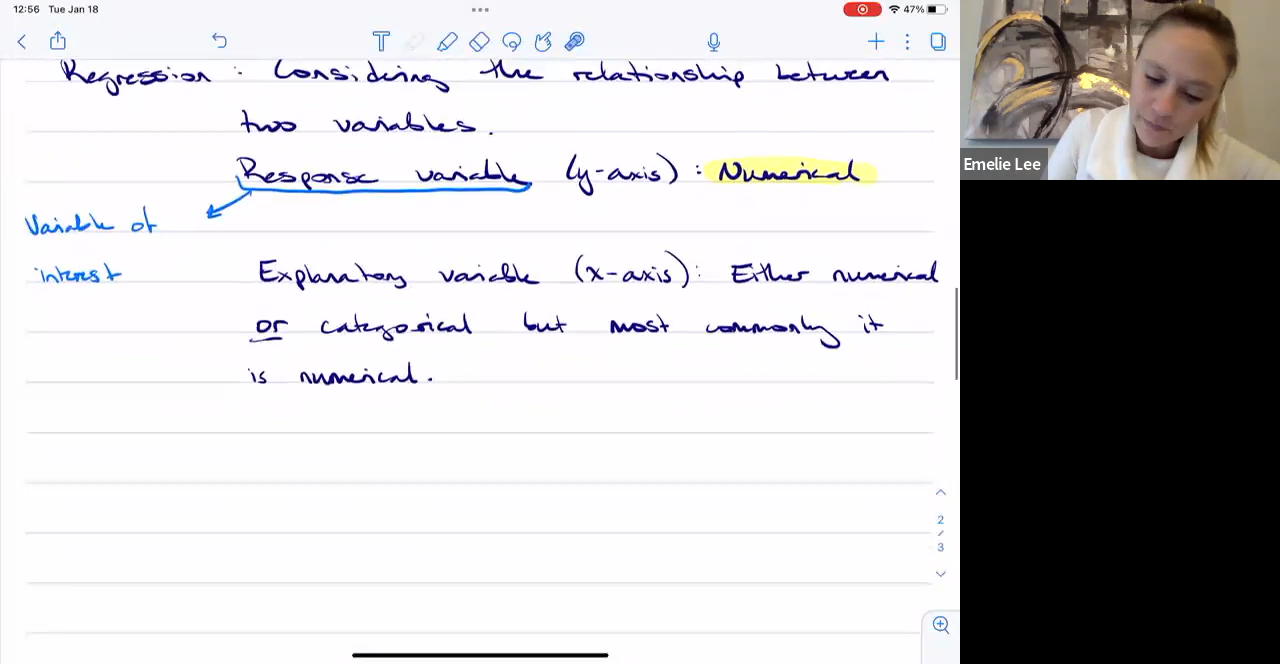 12:56 Tue Jan 18
47%
Regression : Considering the relationship between
two variables.
Response variable (y-axis) : Numerical
Variable of
interest
Explanatory variable (x-axis): Either numerical
or categorical but most commonly it
is numerical.
2
/
3
Emelie Lee